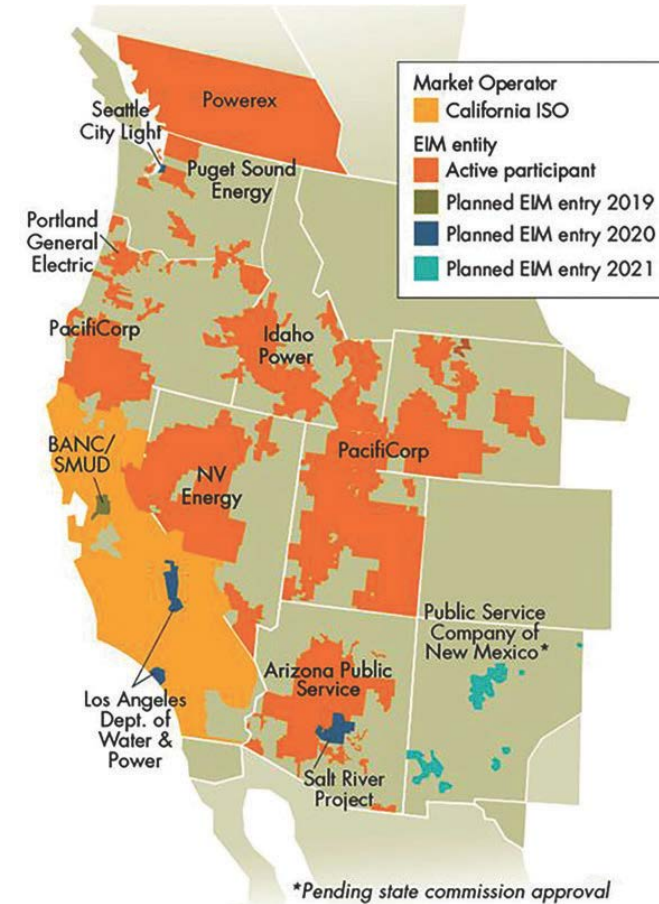 Powerex
Seattle
City Light
Puget Sound
Energy
Portland
General
Electric
PacifiCorp
Idaho
Power
BANC/
SMUD
NV
Energy
PacifiCorp
Public Service
Company of
New Mexico*
Arizona Public
Service
Los Angeles
Dept. of
Water &
Power
Salt River
Project
Market Operator
California ISO
EIM entity
Active participant
Planned EIM entry 2019
Planned EIM entry 2020
Planned EIM entry 2021
*Pending state commission approval